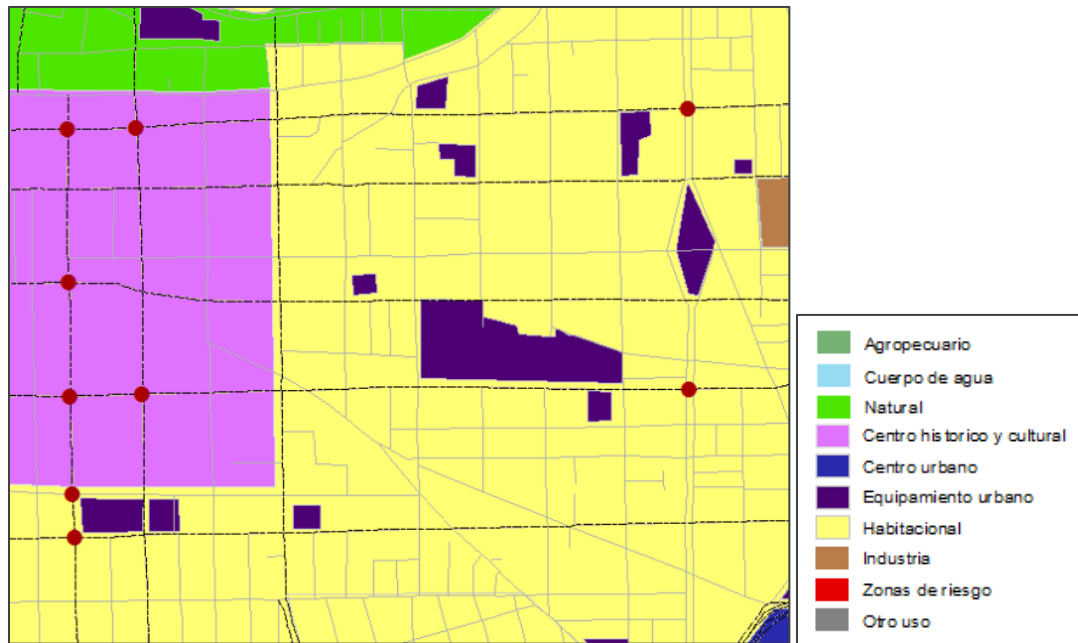 Agropecuario
Cuerpo de agua
Natural
Centro historico y cultural
Centro urbano
Equipamiento urbano
Habitacional
Industria
Zonas de riesgo
Otro uso